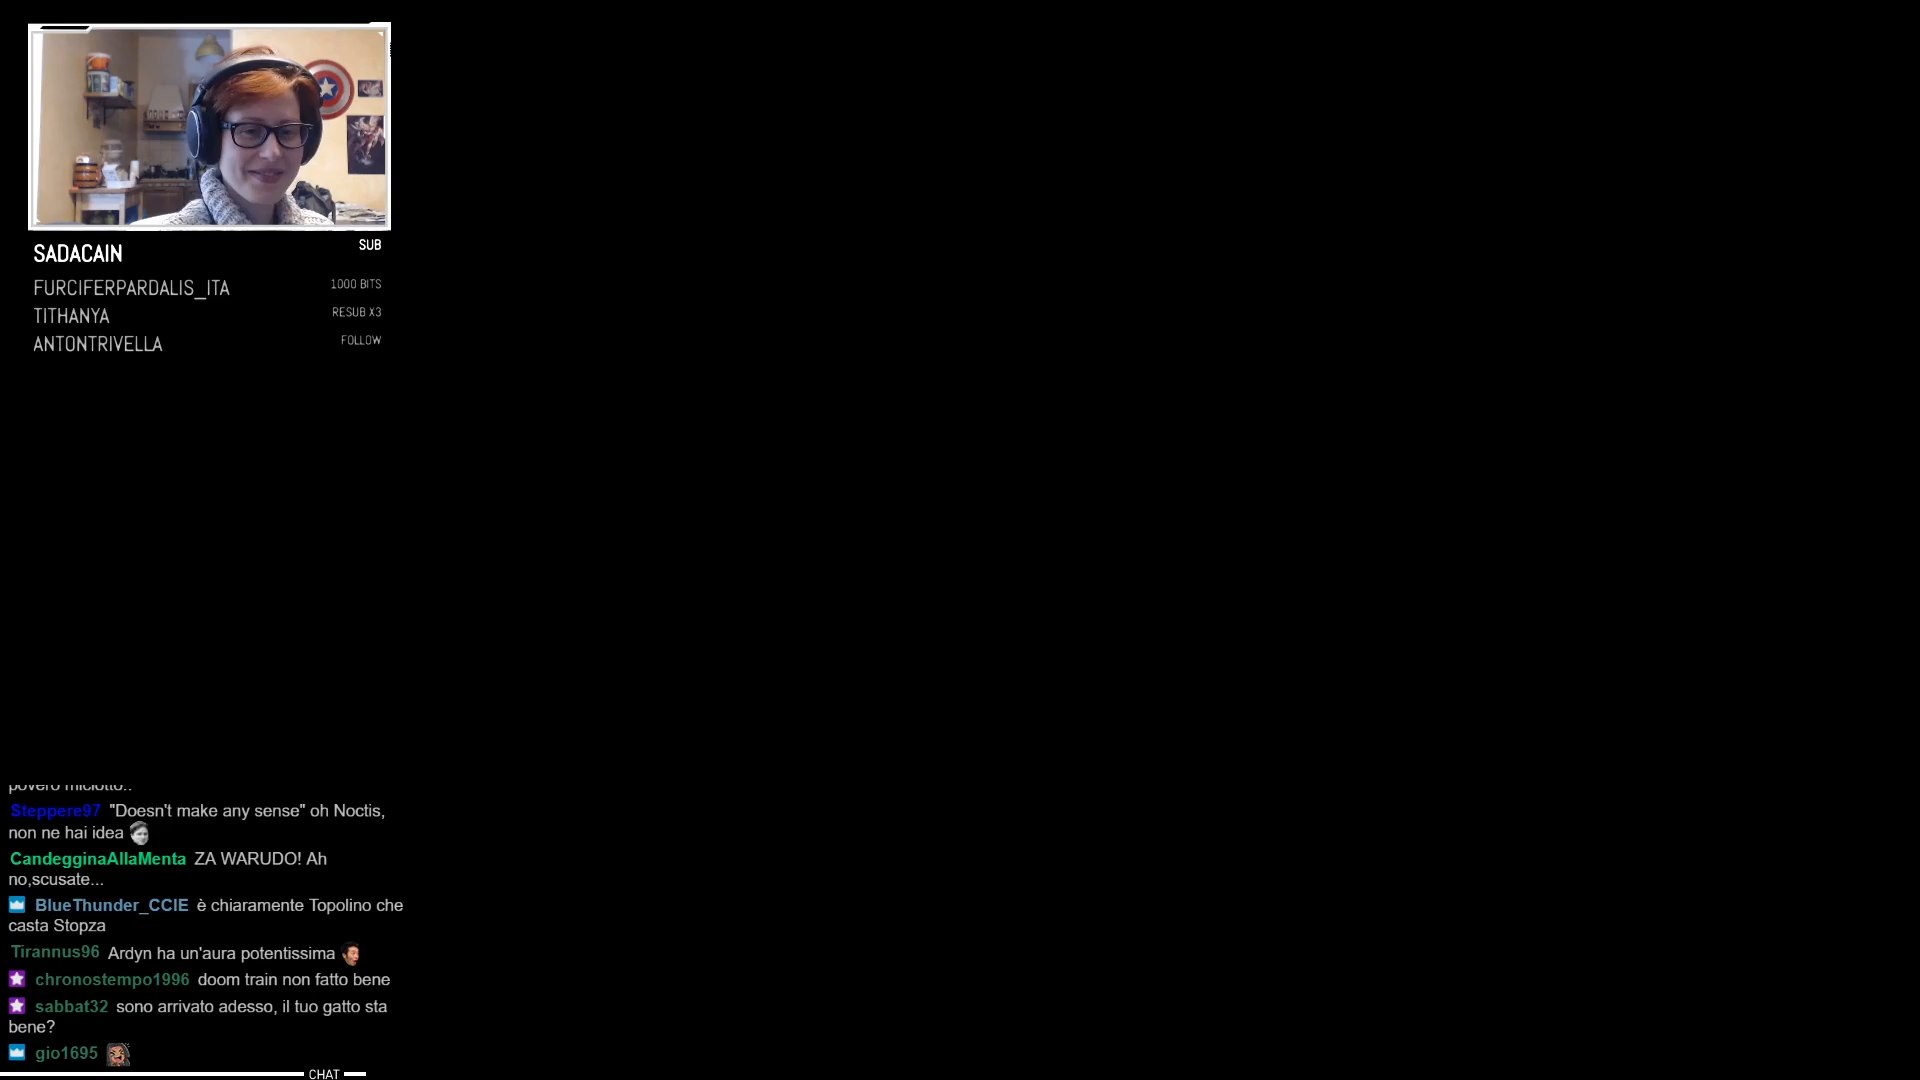 SADACAIN SUB
FURCIFERPARDALIS_ITA 1000 BITS
TITHANYA RESUB X3
ANTONTRIVELLA FOLLOW
povero miciotto..
Steppere97 "Doesn't make any sense" oh Noctis,
non ne hai idea
CandegginaAllaMenta ZA WARUDO! Ah
no,scusate...
BlueThunder_CCIE è chiaramente Topolino che
casta Stopza
Tirannus96 Ardyn ha un'aura potentissima
chronostempo1996 doom train non fatto bene
sabbat32 sono arrivato adesso, il tuo gatto sta
bene?
gio1695
CHAT